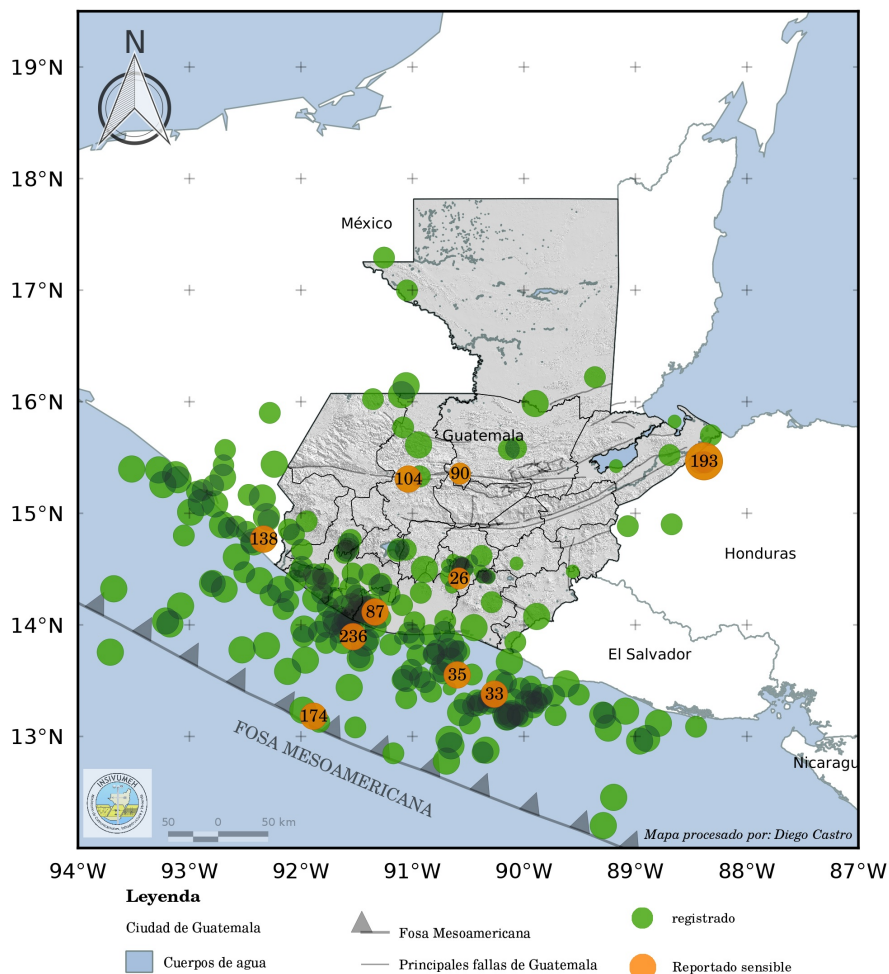 N
19°N
18°N
México
17°N
16°N
Guatemala
193
104
90
15°N
138
Honduras
26
87
14°N
236
El Salvador
35
33
174
13°N
FOSA MESOAMERICANA
Nicaragu
INSIVUMEH
50 0 50 km
Mapa procesado por: Diego Castro
94°W 93°W 92°W 91°W 90°W 89°W 88°W 87°W
Leyenda
Ciudad de Guatemala
Fosa Mesoamericana
registrado
Cuerpos de agua
Principales fallas de Guatemala
Reportado sensible